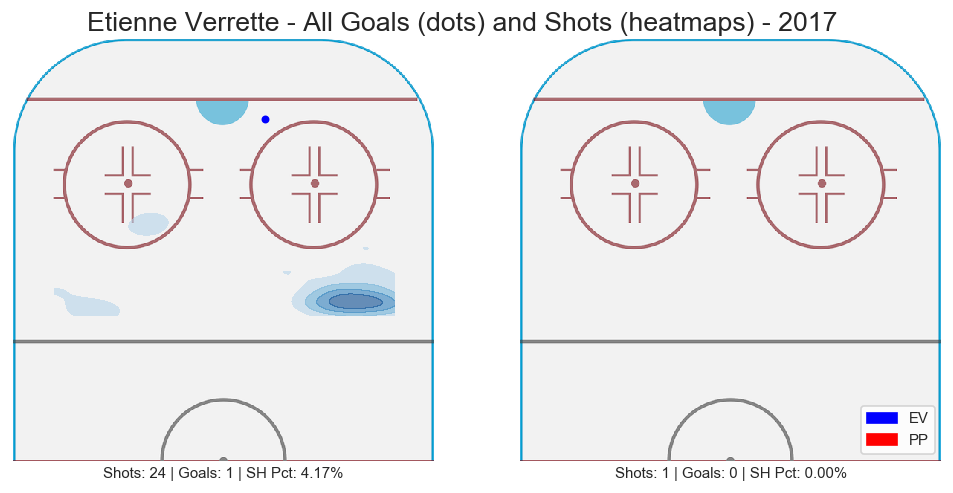 Etienne Verrette - All Goals (dots) and Shots (heatmaps) - 2017
EV
PP
Shots: 24 | Goals: 1 | SH Pct: 4.17%
Shots: 1 | Goals: 0 | SH Pct: 0.00%